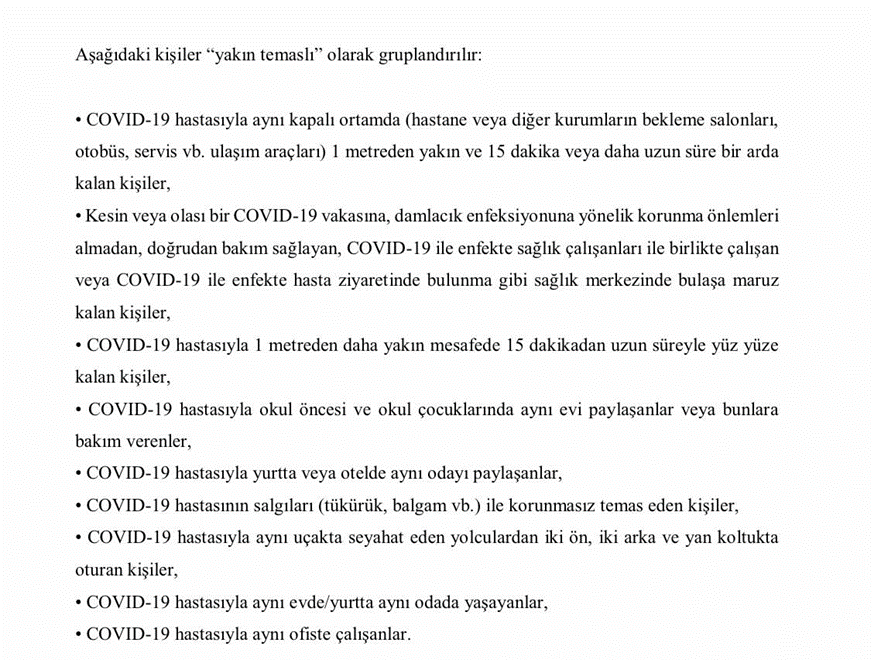 Aşağıdaki kişiler “yakın temaslı” olarak gruplandırılır:
• COVID-19 hastasıyla aynı kapalı ortamda (hastane veya diğer kurumların bekleme salonları,
otobüs, servis vb. ulaşım araçları) 1 metreden yakın ve 15 dakika veya daha uzun süre bir arda
kalan kişiler,
• Kesin veya olası bir COVID-19 vakasına, damlacık enfeksiyonuna yönelik korunma önlemleri
almadan, doğrudan bakım sağlayan, COVID-19 ile enfekte sağlık çalışanları ile birlikte çalışan
veya COVID-19 ile enfekte hasta ziyaretinde bulunma gibi sağlık merkezinde bulaşa maruz
kalan kişiler,
• COVID-19 hastasıyla 1 metreden daha yakın mesafede 15 dakikadan uzun süreyle yüz yüze
kalan kişiler,
• COVID-19 hastasıyla okul öncesi ve okul çocuklarında aynı evi paylaşanlar veya bunlara
bakım verenler,
• COVID-19 hastasıyla yurtta veya otelde aynı odayı paylaşanlar,
• COVID-19 hastasının salgıları (tükürük, balgam vb.) ile korunmasız temas eden kişiler,
• COVID-19 hastasıyla aynı uçakta seyahat eden yolculardan iki ön, iki arka ve yan koltukta
oturan kişiler,
• COVID-19 hastasıyla aynı evde/yurtta aynı odada yaşayanlar,
• COVID-19 hastasıyla aynı ofiste çalışanlar.